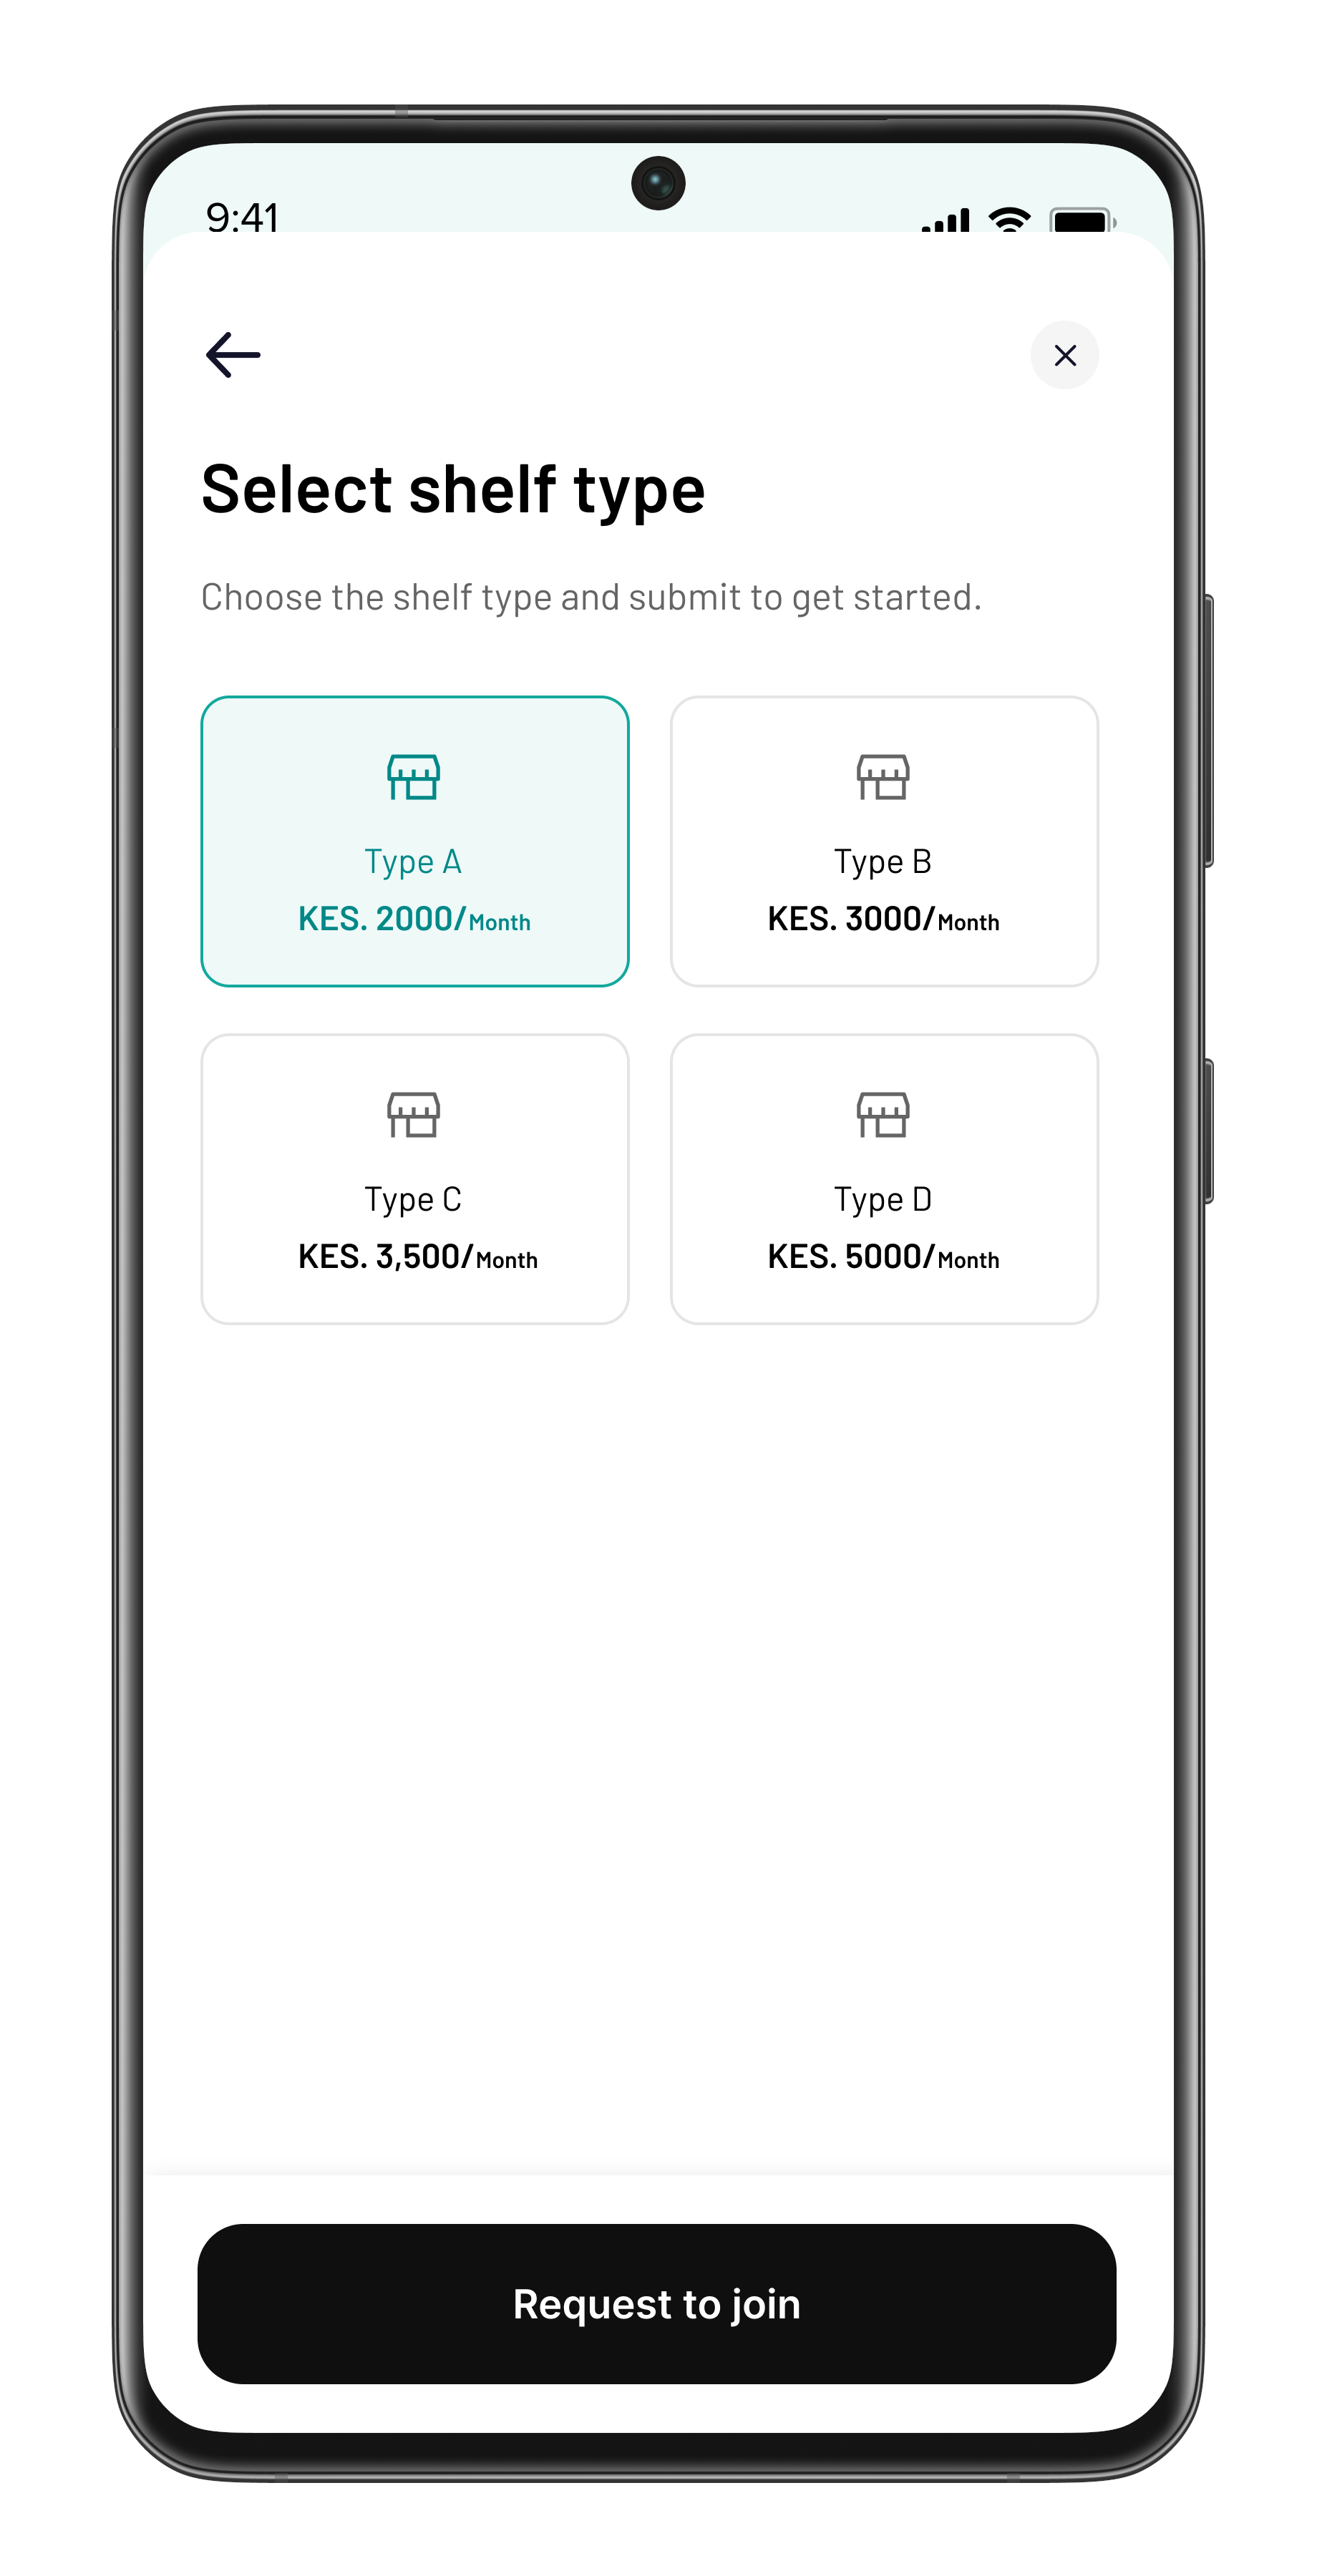 9:41
Select shelf type
Choose the shelf type and submit to get started.
Type A
KES. 2000/Month
Type B
KES. 3000/Month
Type C
KES. 3,500/Month
Type D
KES. 5000/Month
Request to join